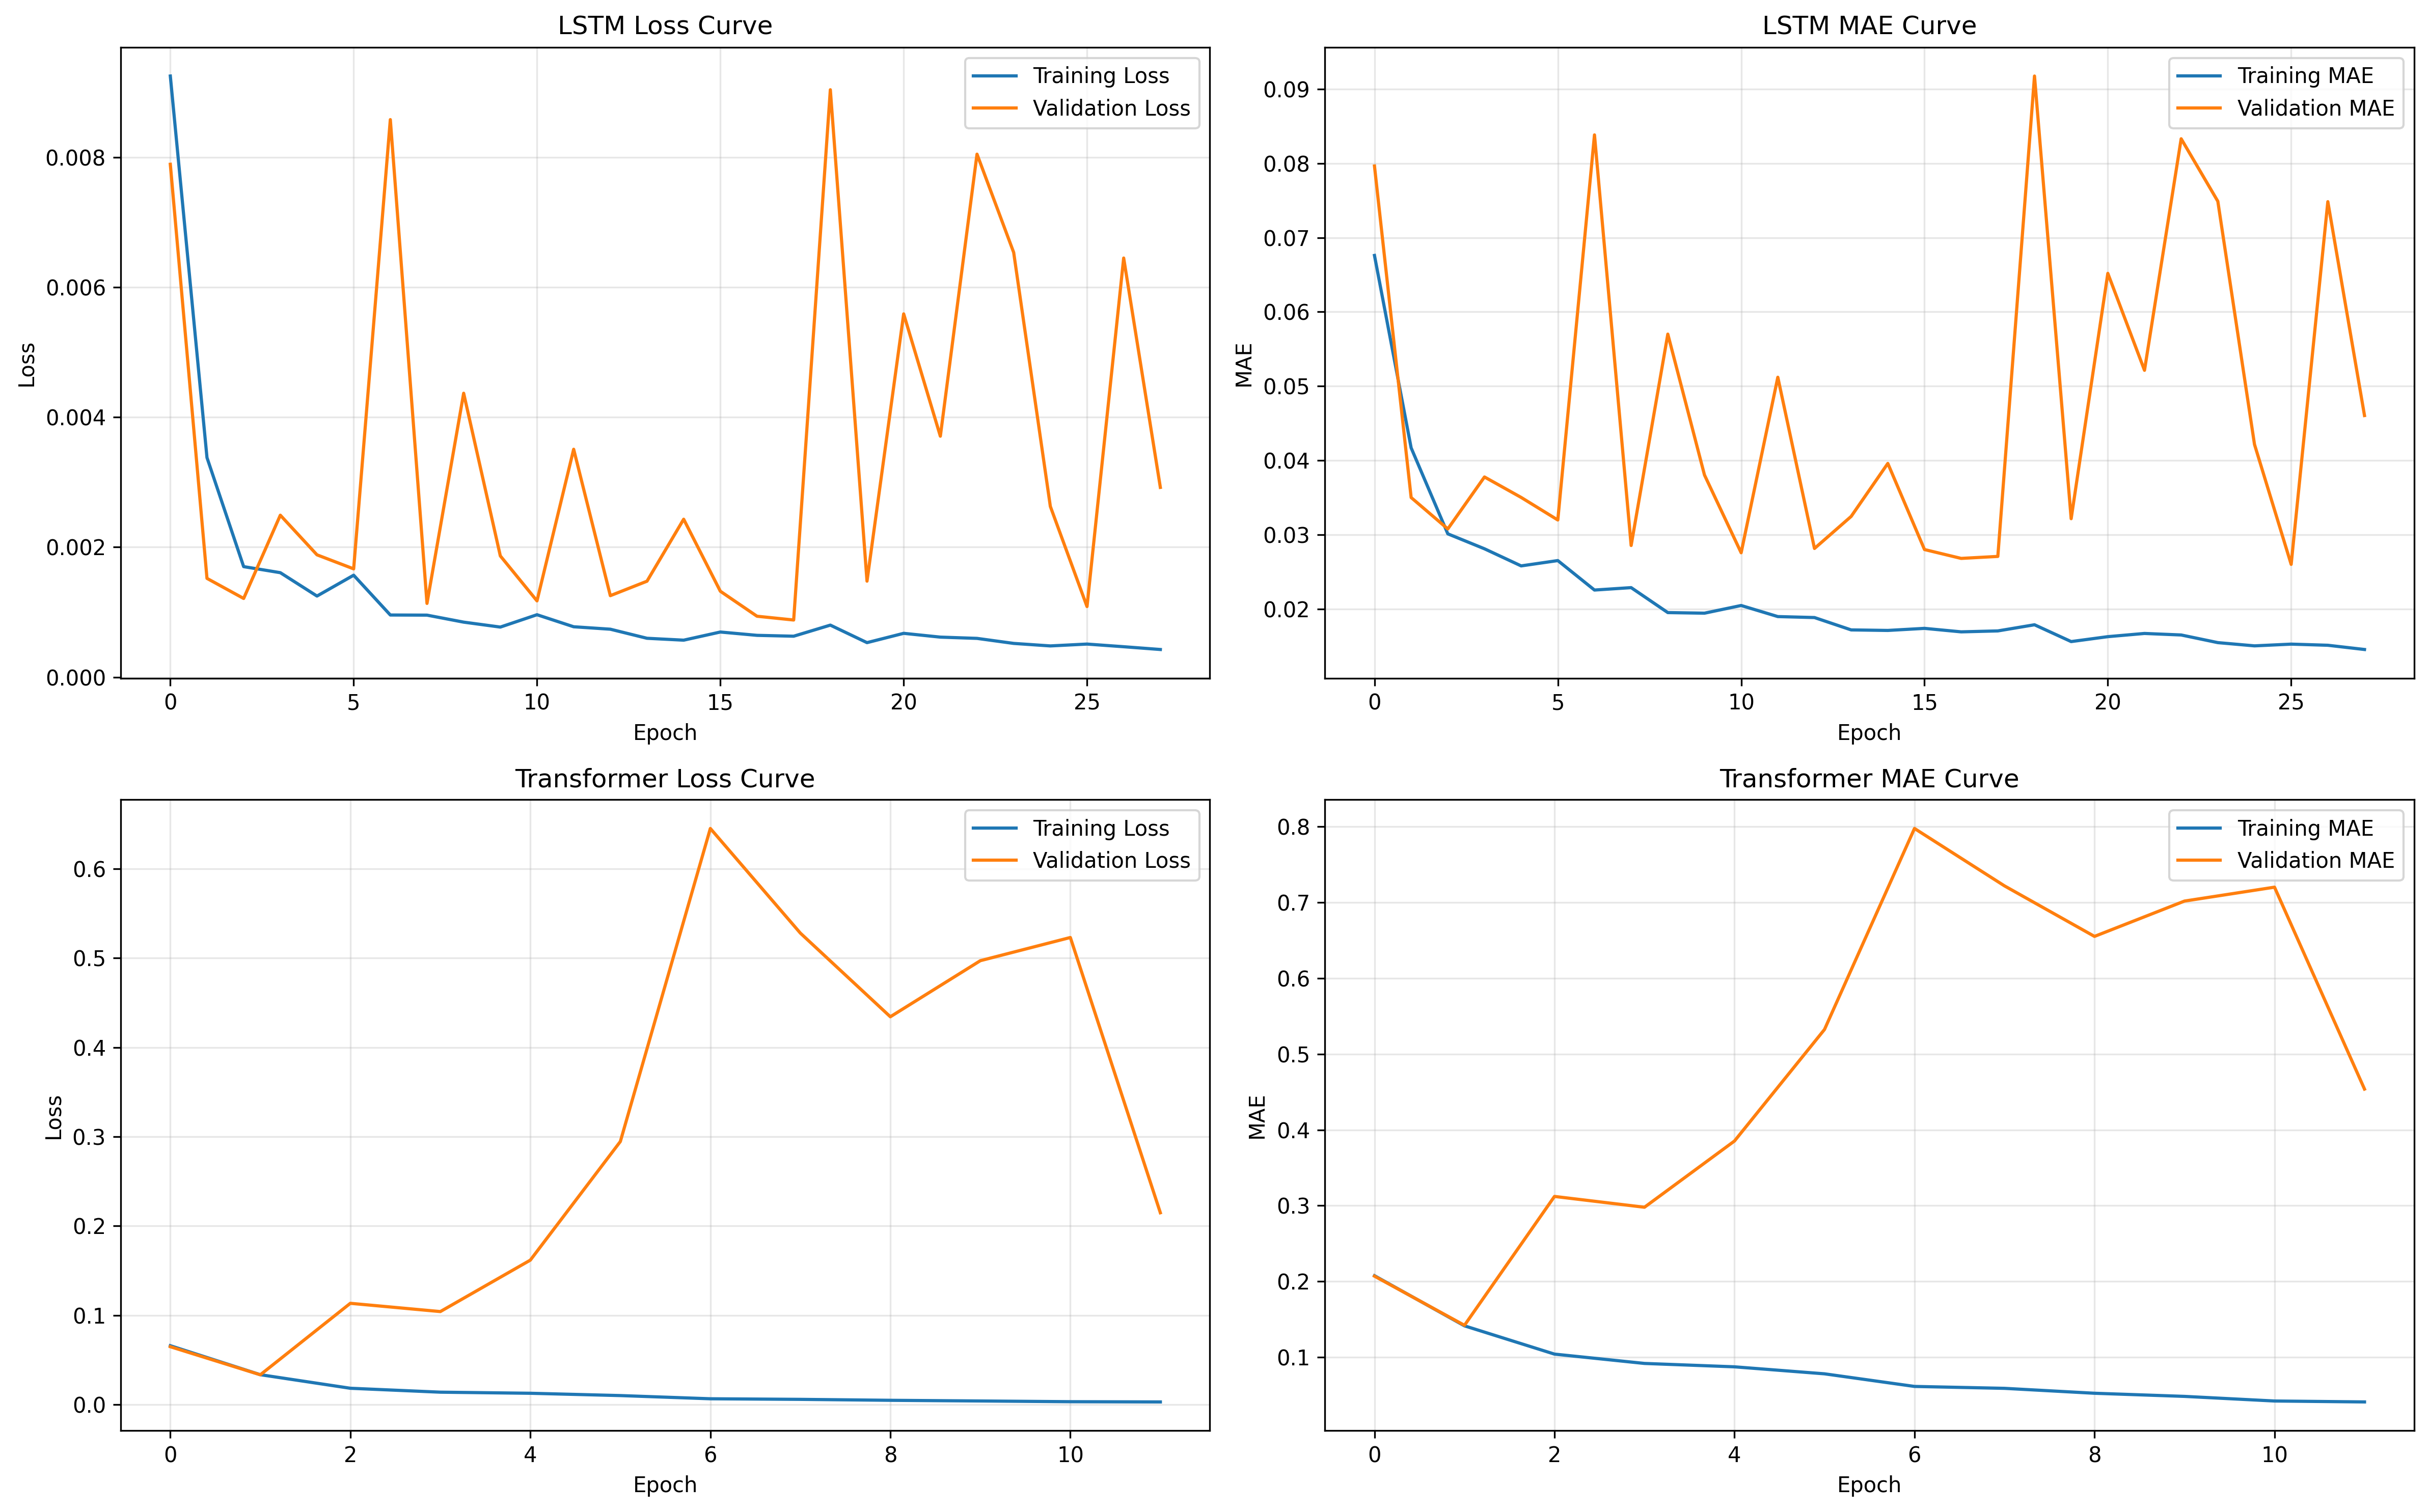 LSTM Loss Curve
Training Loss
Validation Loss
Loss
0.008
0.006
0.004
0.002
0.000
0 5 10 15 20 25
Epoch
LSTM MAE Curve
Training MAE
Validation MAE
MAE
0.09
0.08
0.07
0.06
0.05
0.04
0.03
0.02
0 5 10 15 20 25
Epoch
Transformer Loss Curve
Training Loss
Validation Loss
Loss
0.6
0.5
0.4
0.3
0.2
0.1
0.0
0 2 4 6 8 10
Epoch
Transformer MAE Curve
Training MAE
Validation MAE
MAE
0.8
0.7
0.6
0.5
0.4
0.3
0.2
0.1
0 2 4 6 8 10
Epoch